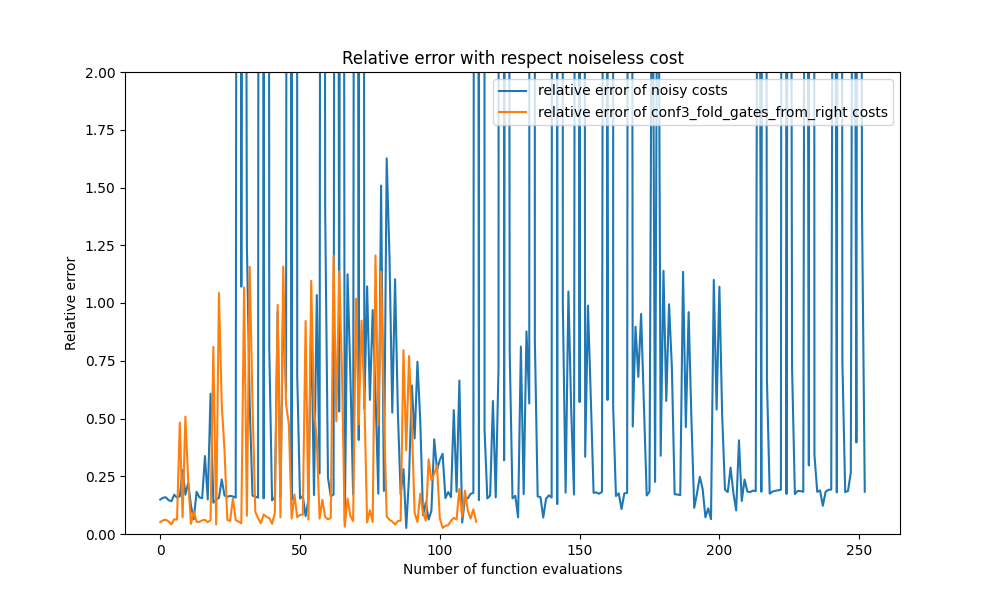 Relative error with respect noiseless cost
relative error of noisy costs
relative error of conf3_fold_gates_from_right costs
2.00
1.75
1.50
1.25
1.00
0.75
0.50
0.25
0.00
Relative error
0 50 100 150 200 250
Number of function evaluations